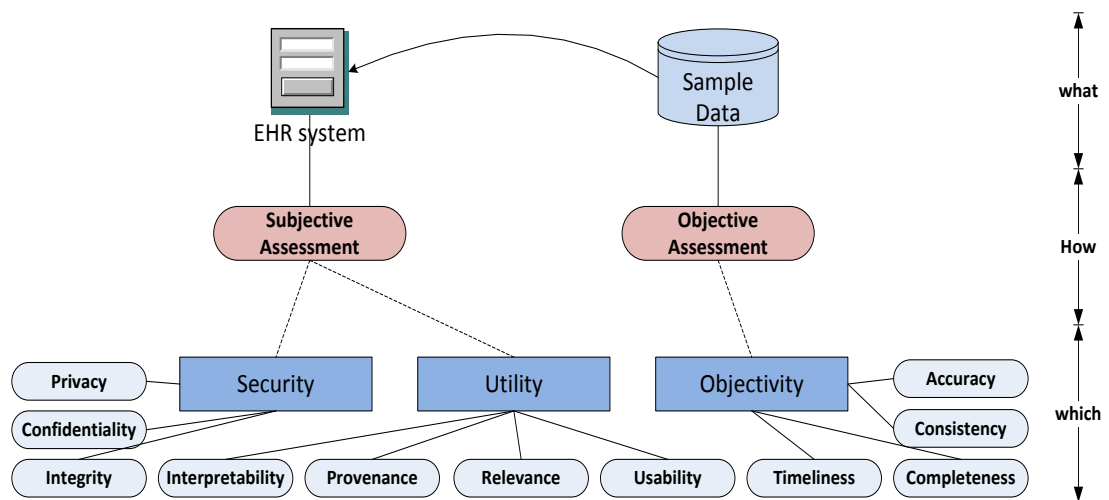 EHR system
Sample
Data
what
Subjective
Assessment
Objective
Assessment
How
Security
Utility
Objectivity
Privacy
Accuracy
which
Confidentiality
Consistency
Integrity
Interpretability
Provenance
Relevance
Usability
Timeliness
Completeness